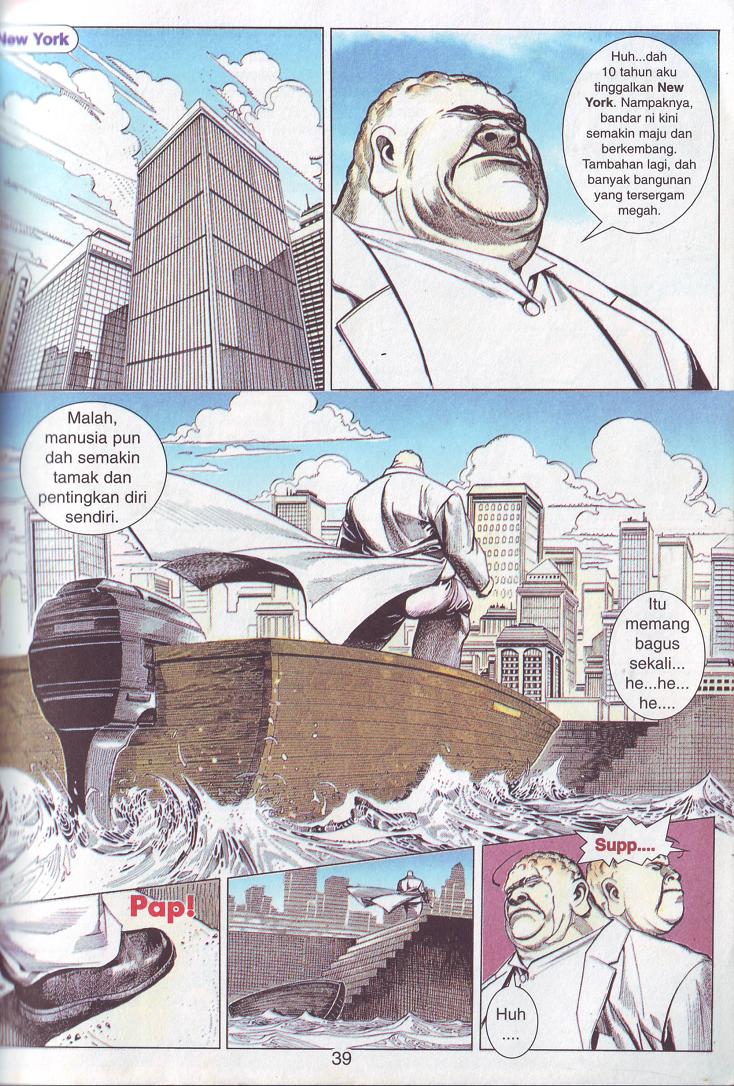 New York
Huh...dah
10 tahun aku
tinggalkan New
York. Nampaknya,
bandar ni kini
semakin maju dan
berkembang.
Tambahan lagi, dah
banyak bangunan
yang tersergam
megah.
Malah,
manusia pun
dah semakin
tamak dan
pentingkan diri
sendiri.
Itu
memang
bagus
sekali...
he...he...
he....
Pap!
Supp....
Huh
....
39